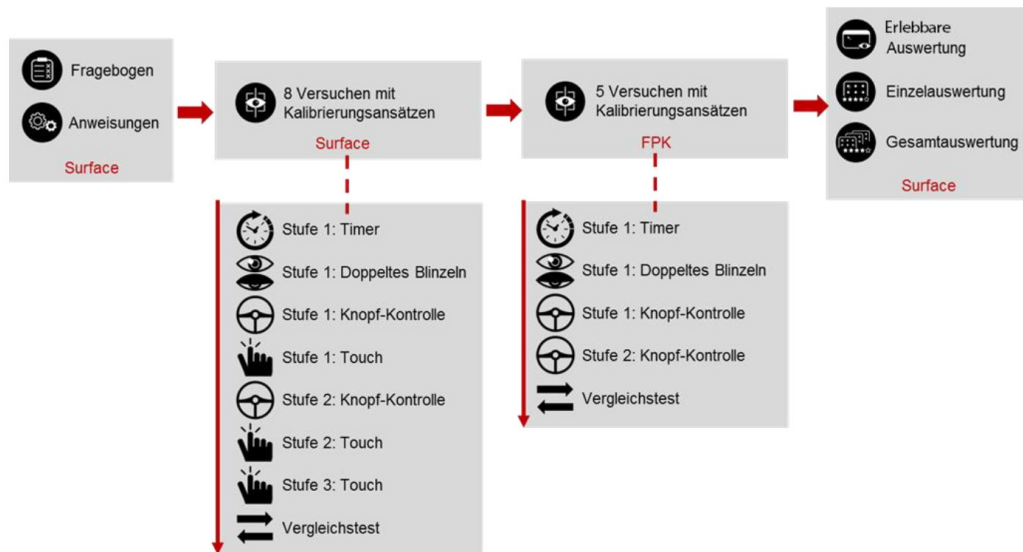 Fragebogen
Anweisungen
Surface
8 Versuchen mit
Kalibrierungsansätzen
Surface
5 Versuchen mit
Kalibrierungsansätzen
FPK
Erlebbare
Auswertung
Einzelauswertung
Gesamtauswertung
Surface
Stufe 1: Timer
Stufe 1: Doppeltes Blinzeln
Stufe 1: Knopf-Kontrolle
Stufe 1: Touch
Stufe 2: Knopf-Kontrolle
Stufe 2: Touch
Stufe 3: Touch
Vergleichstest
Stufe 1: Timer
Stufe 1: Doppeltes Blinzeln
Stufe 1: Knopf-Kontrolle
Stufe 2: Knopf-Kontrolle
Vergleichstest